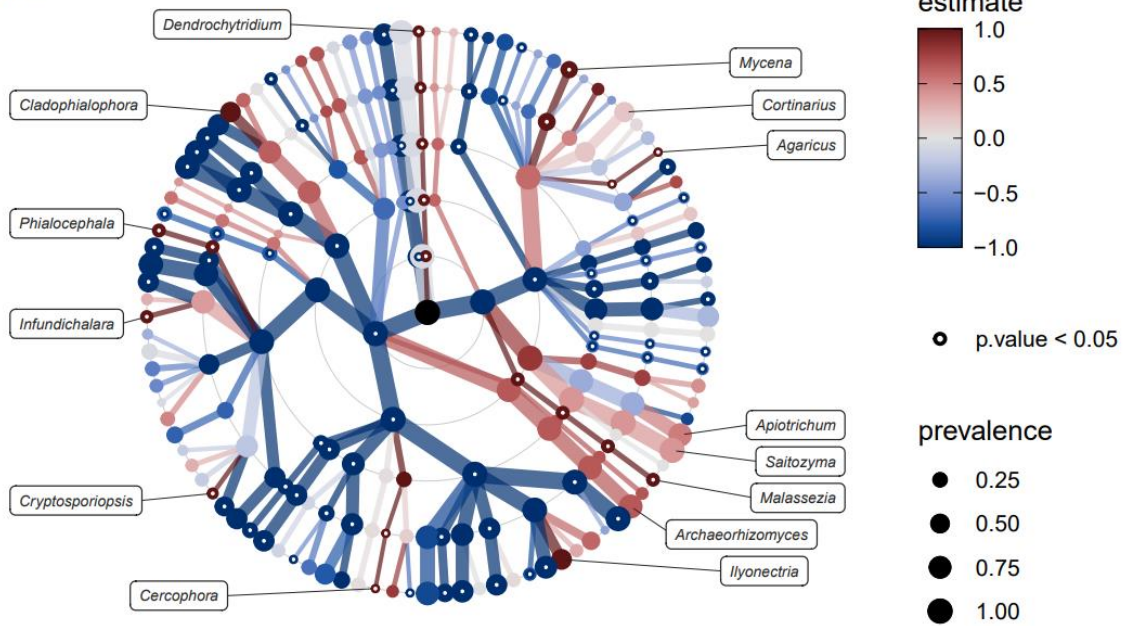 estimate
Dendrochytridium
1.0
Mycena
0.5
Cladophialophora
Cortinarius
0.0
Agaricus
−0.5
Phialocephala
−1.0
Infundichalara
p.value < 0.05
Apiotrichum
prevalence
Saitozyma
0.25
Cryptosporiopsis
Malassezia
0.50
Archaeorhizomyces
0.75
Ilyonectria
Cercophora
1.00